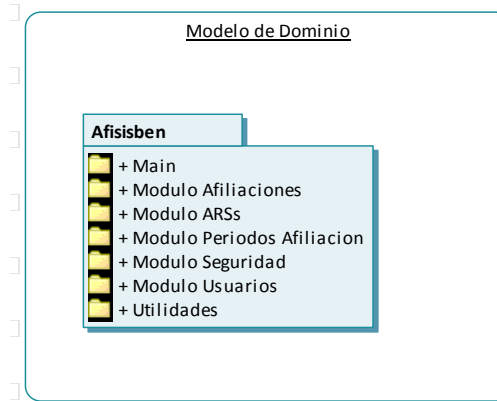 Modelo de Dominio
Afisisben
+ Main
+ Modulo Afiliaciones
+ Modulo ARSs
+ Modulo Periodos Afiliacion
+ Modulo Seguridad
+ Modulo Usuarios
+ Utilidades